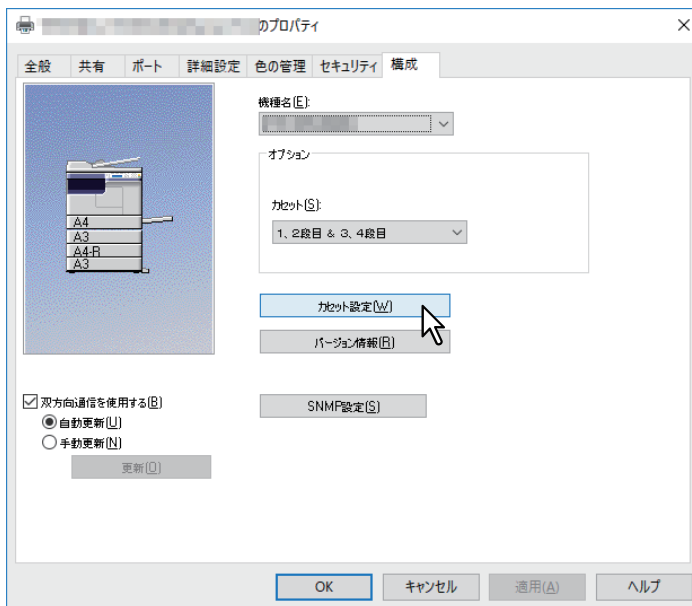 のプロパティ
全般 共有 ポート 詳細設定 色の管理 セキュリティ 構成
機種名(E):
オプション
カセット(S):
1、2段目 & 3、4段目
A4
A3
A4-R
A3
カセット設定(W)
バージョン情報(R)
双方向通信を使用する(B)
SNMP設定(S)
自動更新(U)
手動更新(N)
更新(O)
OK キャンセル 適用(A) ヘルプ